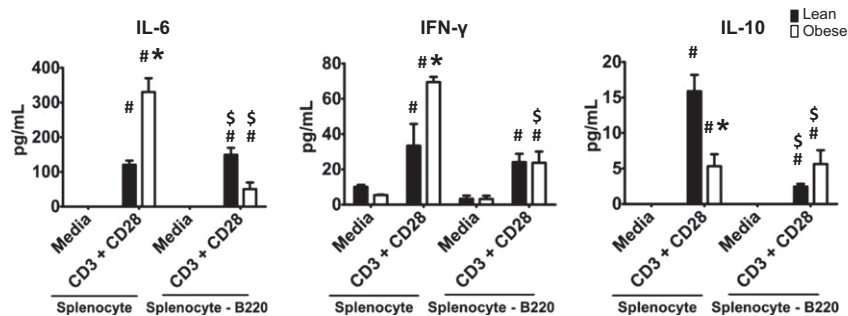 Lean
Obese
IL-6
pg/mL
400
300
200
100
0
#
#*
$
#
$
#
Media
CD3 + CD28
Media
CD3 + CD28
Splenocyte
Splenocyte - B220
IFN-γ
pg/mL
80
60
40
20
0
#
#*
#
$
#
Media
CD3 + CD28
Media
CD3 + CD28
Splenocyte
Splenocyte - B220
IL-10
pg/mL
20
15
10
5
0
#
#*
$
#
$
#
Media
CD3 + CD28
Media
CD3 + CD28
Splenocyte
Splenocyte - B220